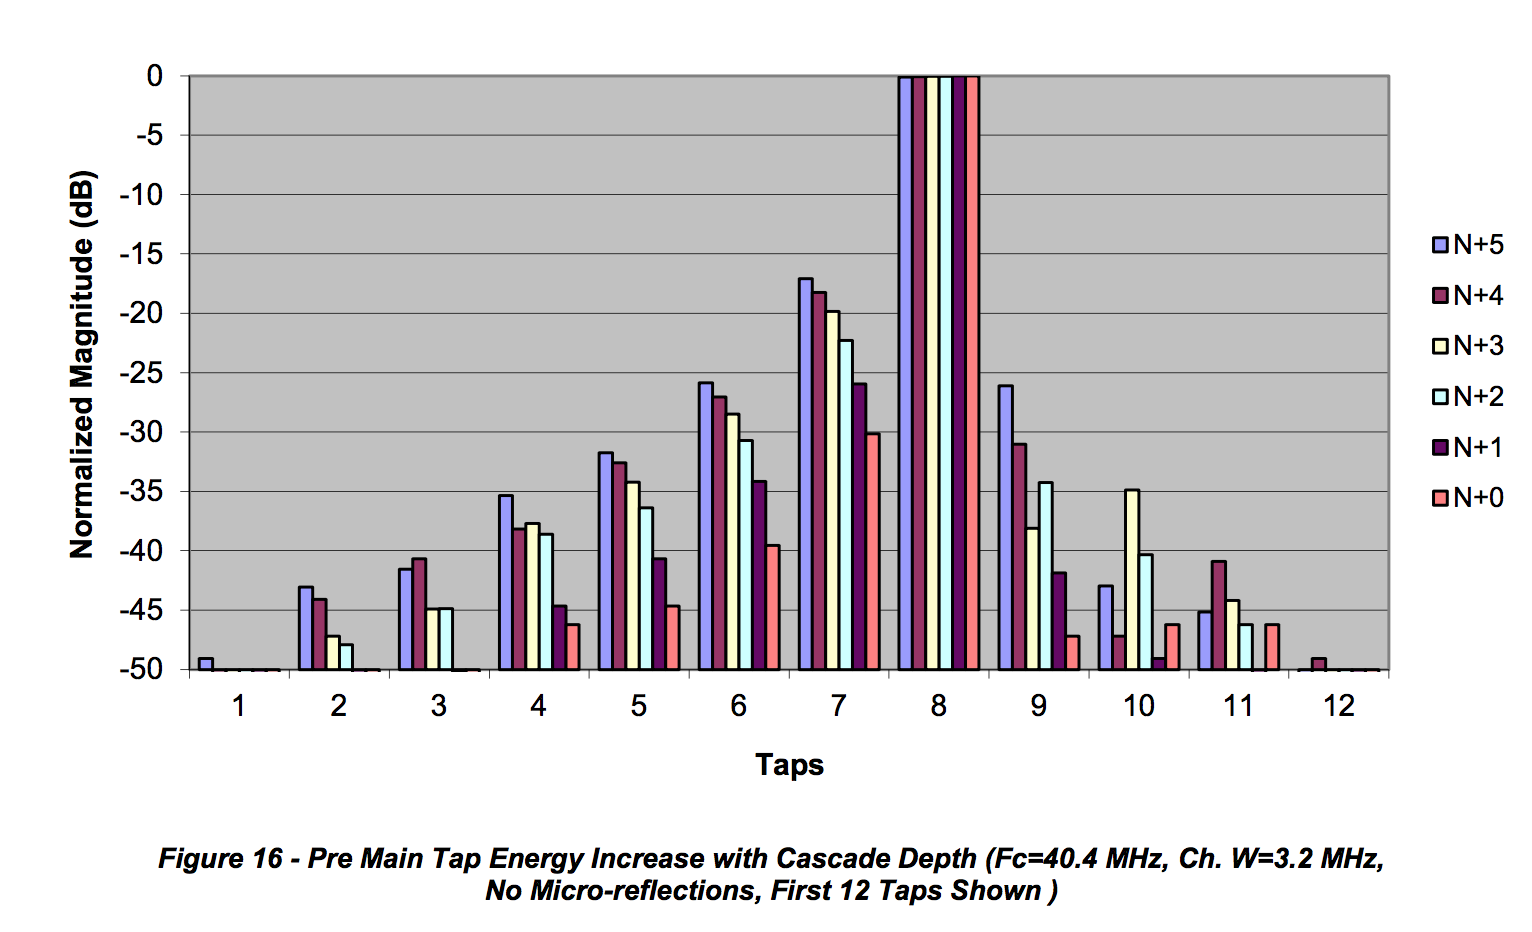 0
-5
-10
-15
-20
-25
-30
-35
-40
-45
-50
Normalized Magnitude (dB)
1 2 3 4 5 6 7 8 9 10 11 12
Taps
N+5
N+4
N+3
N+2
N+1
N+0
Figure 16 - Pre Main Tap Energy Increase with Cascade Depth (Fc=40.4 MHz, Ch. W=3.2 MHz,
No Micro-reflections, First 12 Taps Shown )